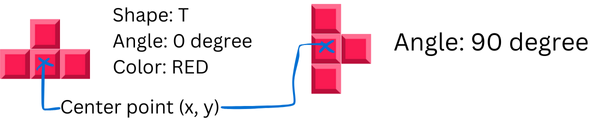 Shape: T
Angle: 0 degree
Color: RED
Center point (x, y)
Angle: 90 degree